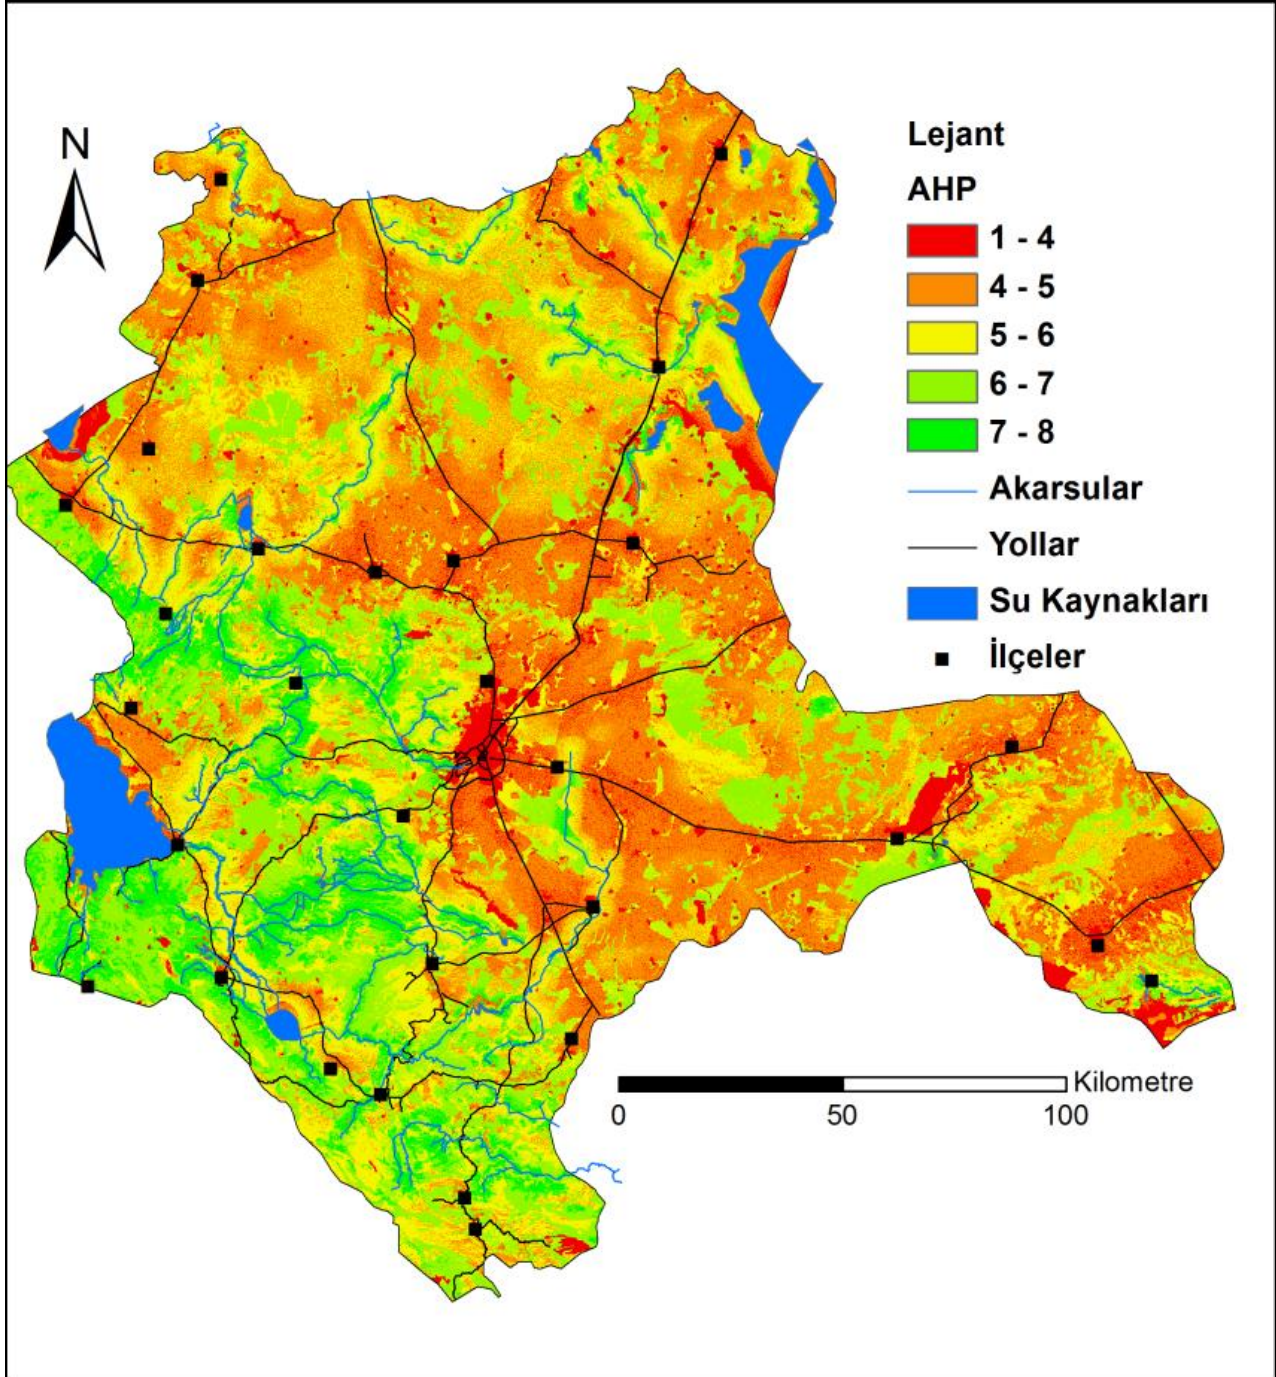 N
Lejant
AHP
1 - 4
4 - 5
5 - 6
6 - 7
7 - 8
Akarsular
Yollar
Su Kaynakları
İlçeler
Kilometre
0 50 100